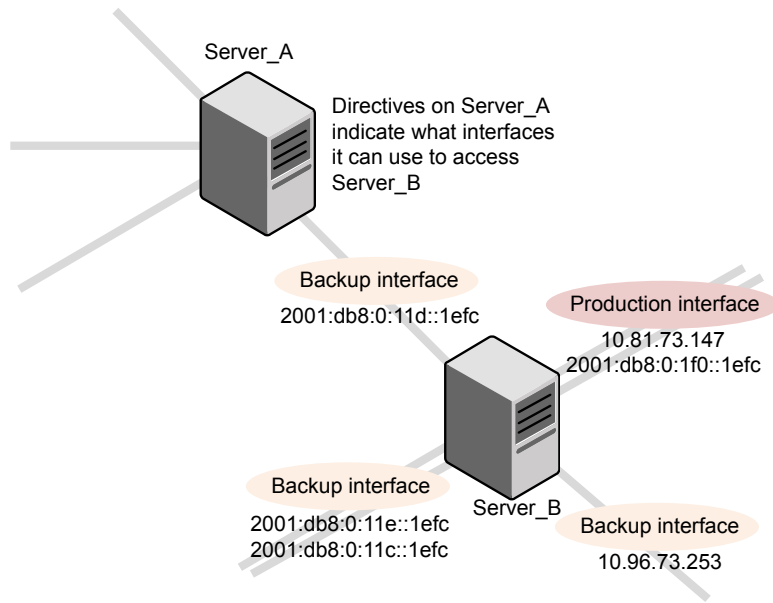 Server_A
Directives on Server_A
indicate what interfaces
it can use to access
Server_B
Backup interface
2001:db8:0:11d::1efc
Production interface
10.81.73.147
2001:db8:0:1f0::1efc
Backup interface
2001:db8:0:11e::1efc
2001:db8:0:11c::1efc
Server_B
Backup interface
10.96.73.253